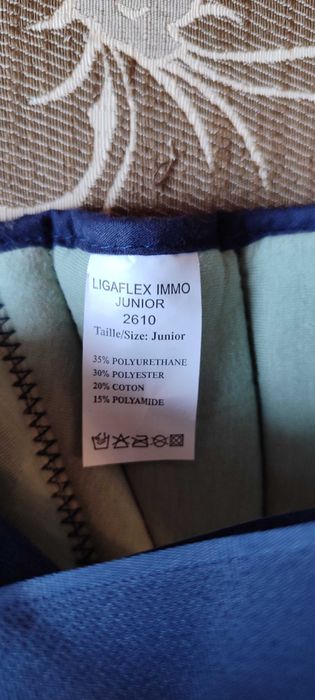 LIGAFLEX IMMO
JUNIOR
2610
Taille/Size: Junior
35% POLYURETHANE
30% POLYESTER
20% COTON
15% POLYAMIDE